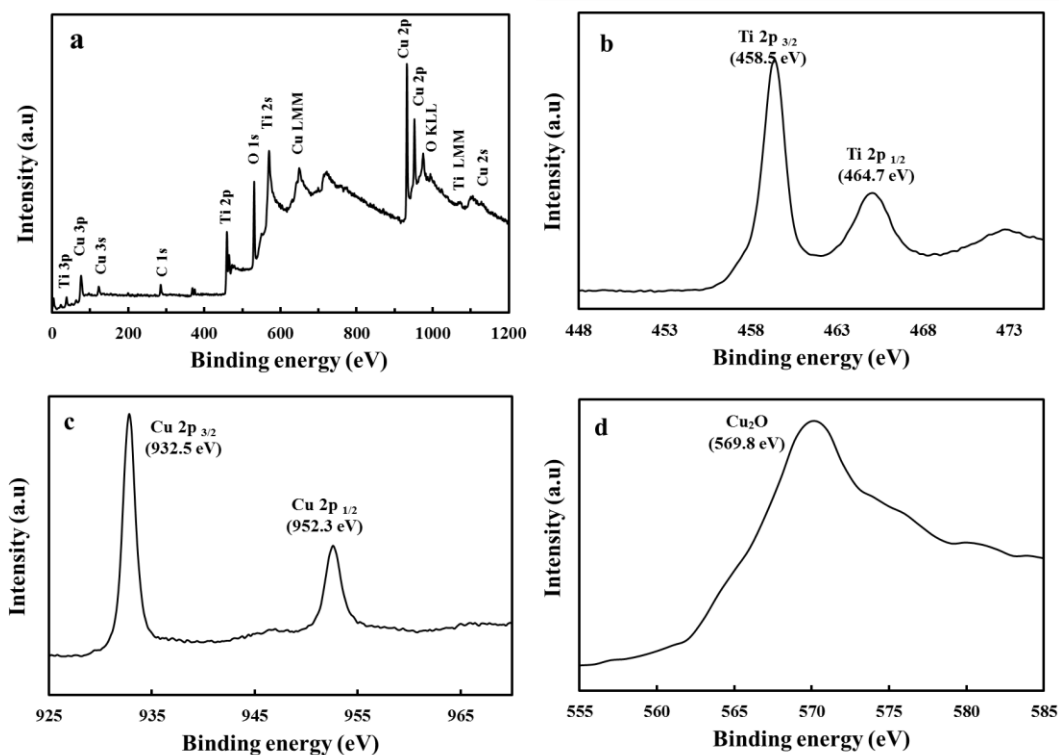 a
Ti 3p
Cu 3p
Cu 3s
C 1s
Ti 2p
O 1s
Ti 2s
Cu LMM
Cu 2p
Cu 2p
O KLL
Ti LMM
Cu 2s
Intensity (a.u)
0 200 400 600 800 1000 1200
Binding energy (eV)
b
Ti 2p 3/2
(458.5 eV)
Ti 2p 1/2
(464.7 eV)
Intensity (a.u)
448 453 458 463 468 473
Binding energy (eV)
c
Cu 2p 3/2
(932.5 eV)
Cu 2p 1/2
(952.3 eV)
Intensity (a.u)
925 935 945 955 965
Binding energy (eV)
d
Cu₂O
(569.8 eV)
Intensity (a.u)
555 560 565 570 575 580 585
Binding energy (eV)